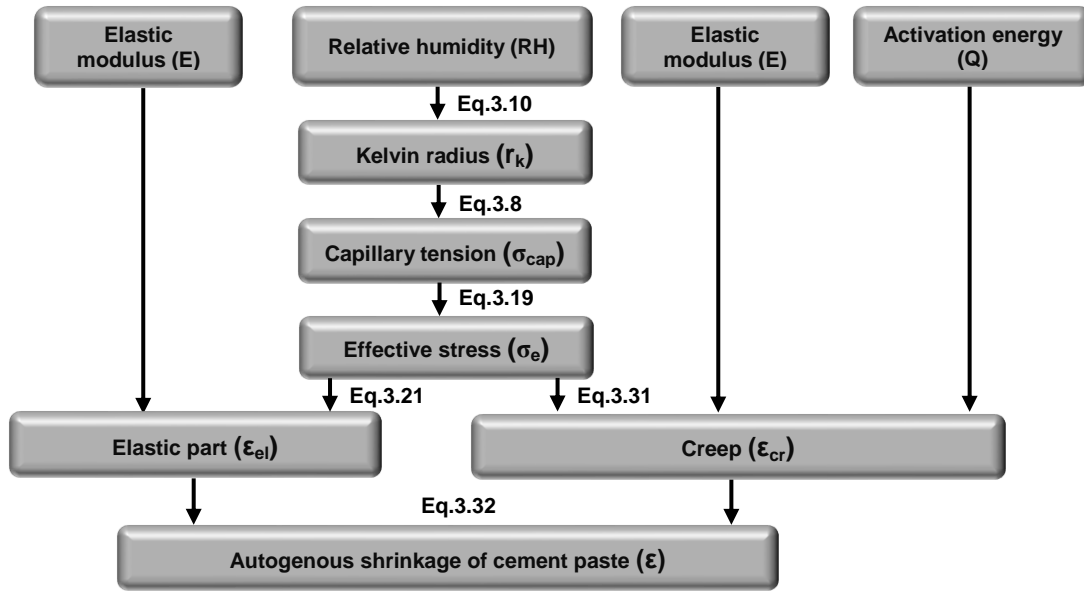 Elastic
modulus (E)
Relative humidity (RH)
Elastic
modulus (E)
Activation energy
(Q)
Eq.3.10
Kelvin radius (rk)
Eq.3.8
Capillary tension (σcap)
Eq.3.19
Effective stress (σe)
Eq.3.21
Eq.3.31
Elastic part (εel)
Creep (εcr)
Eq.3.32
Autogenous shrinkage of cement paste (ε)